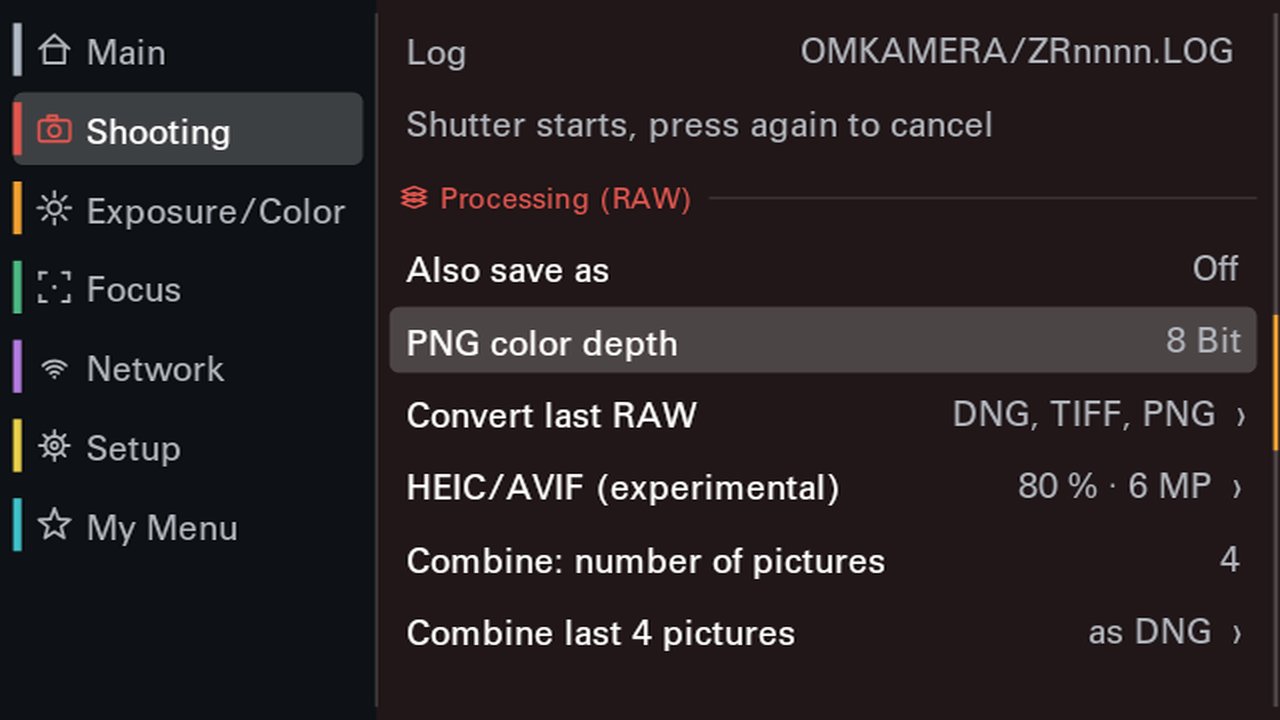 Main
Shooting
Exposure/Color
Focus
Network
Setup
My Menu
Log OMKAMERA/ZRnnnn.LOG
Shutter starts, press again to cancel
Processing (RAW)
Also save as Off
PNG color depth 8 Bit
Convert last RAW DNG, TIFF, PNG ›
HEIC/AVIF (experimental) 80 % · 6 MP ›
Combine: number of pictures 4
Combine last 4 pictures as DNG ›